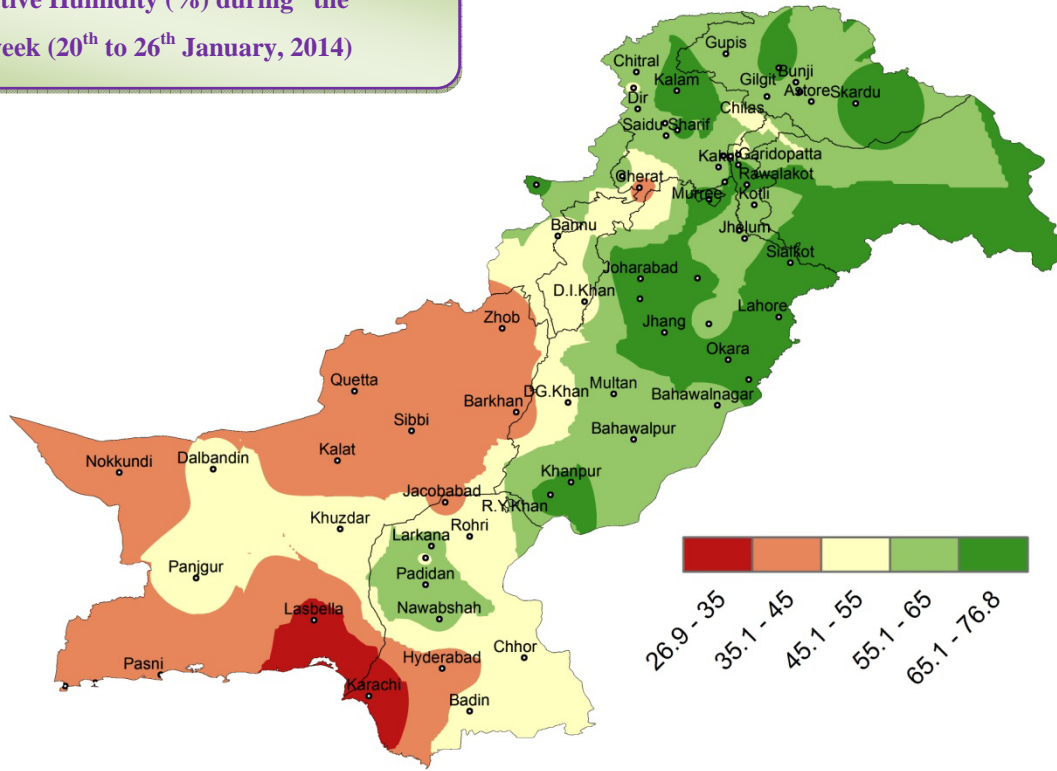 Humidity (%) during the
(20th to 26th January, 2014)
Gupis
Chitral
Kalam
Gilgit
Bunji
Dir
Astore
Skardu
Chilas
Saidu Sharif
Garidopatta
Cherat
Rawalakot
Murree
Kotli
Bannu
Jhelum
Sialkot
Joharabad
D.I.Khan
Lahore
Zhob
Jhang
Okara
Quetta
Barkhan
DG.Khan
Multan
Bahawalnagar
Sibbi
Bahawalpur
Kalat
Nokkundi
Dalbandin
Khanpur
Jacobabad
R.Y.Khan
Khuzdar
Rohri
Larkana
Panjgur
Padidan
Lasbella
Nawabshah
Chhor
Pasni
Hyderabad
Karachi
Badin
26.9 - 35
35.1 - 45
45.1 - 55
55.1 - 65
65.1 - 76.8